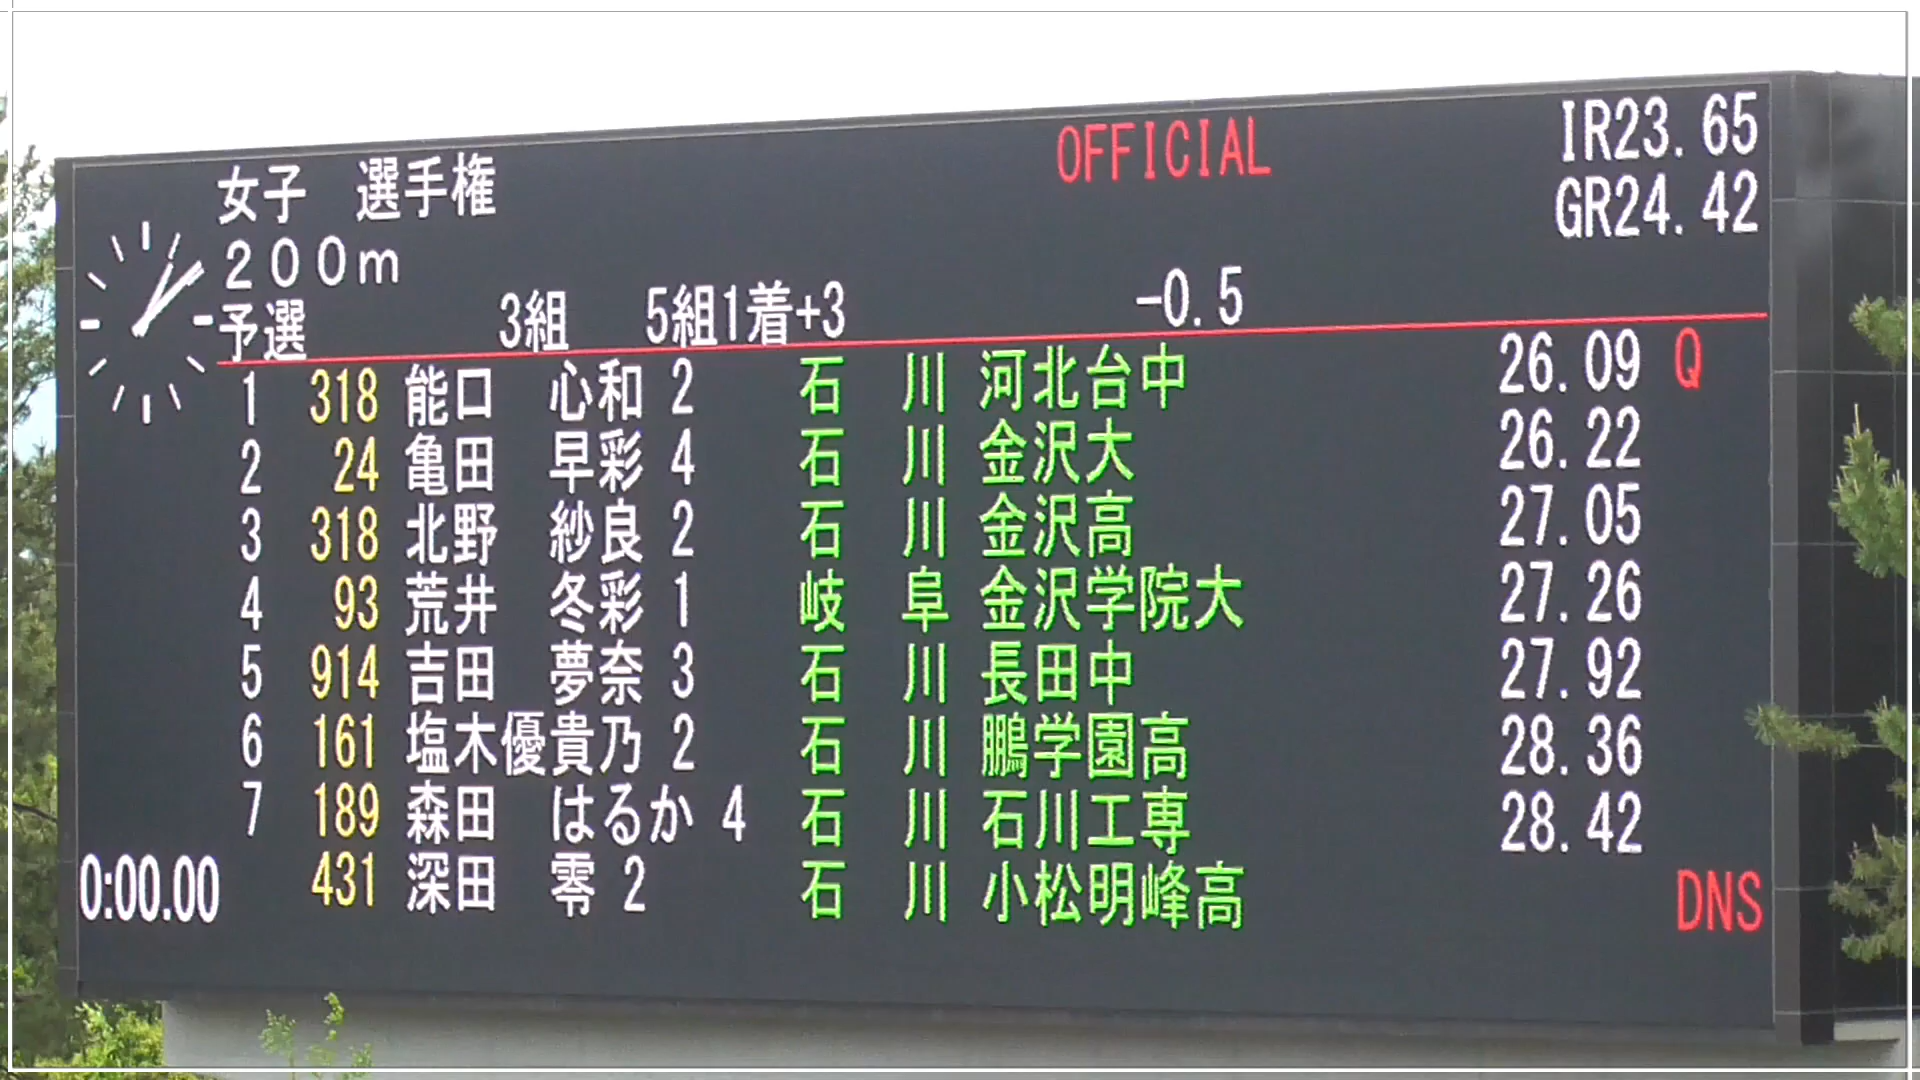 女子 選手権 OFFICIAL IR23.65
200m GR24.42
予選 3組 5組1着+3 -0.5
1 318 能口 心和 2 石 川 河北台中 26.09 Q
2 24 亀田 早彩 4 石 川 金沢大 26.22
3 318 北野 紗良 2 石 川 金沢高 27.05
4 93 荒井 冬彩 1 岐 阜 金沢学院大 27.26
5 914 吉田 夢奈 3 石 川 長田中 27.92
6 161 塩木優貴乃 2 石 川 鵬学園高 28.36
7 189 森田 はるか 4 石 川 石川工専 28.42
431 深田 零 2 石 川 小松明峰高 DNS
0:00.00